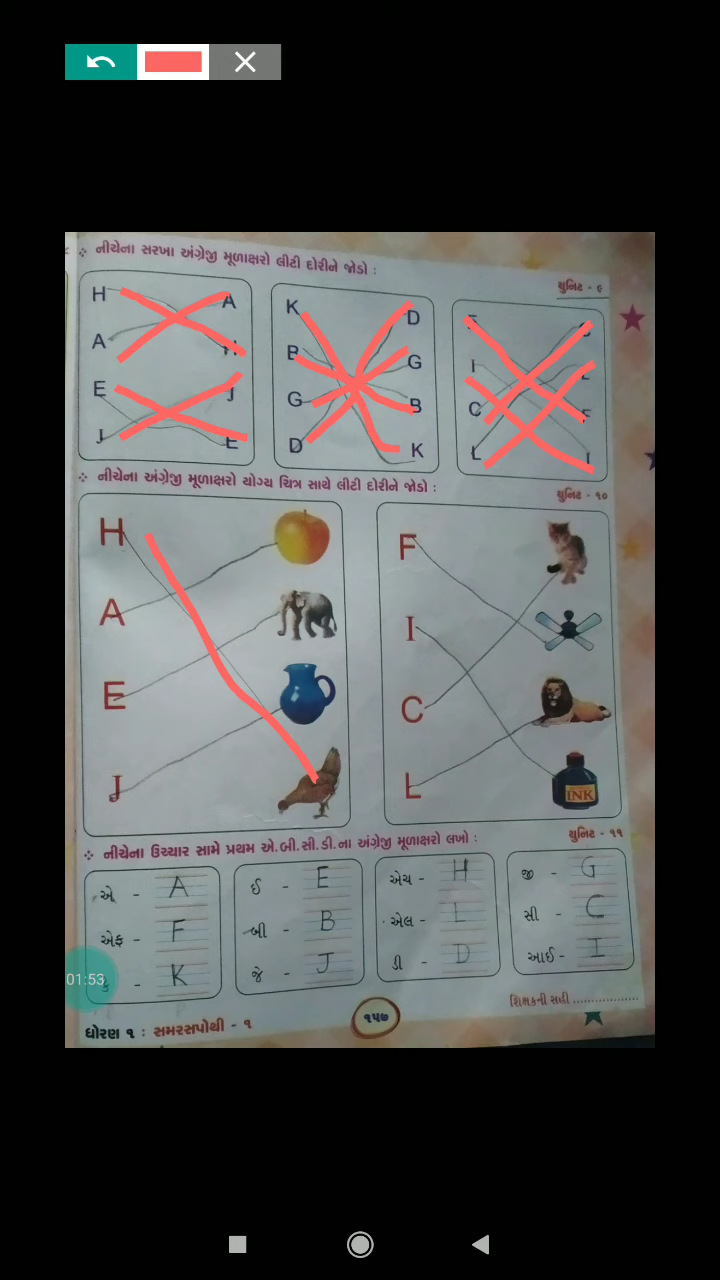 ❖ નીચેના સરખા અંગ્રેજી મૂળાક્ષરો લીટી દોરીને જોડો :
યુનિટ - ૯
H A
A H
E J
J E
K D
B G
G B
D K
I L
C F
L I
❖ નીચેના અંગ્રેજી મૂળાક્ષરો યોગ્ય ચિત્ર સાથે લીટી દોરીને જોડો :
યુનિટ - ૧૦
H
A
E
J
F
I
C
L
INK
❖ નીચેના ઉચ્ચાર સામે પ્રથમ એ.બી.સી.ડી.ના અંગ્રેજી મૂળાક્ષરો લખો :
યુનિટ - ૧૧
એ - A
એફ - F
કે - K
ઈ - E
બી - B
જે - J
એચ - H
એલ - L
ડી - D
જી - G
સી - C
આઈ - I
01:53
શિક્ષકની સહી ..................
ધોરણ ૧ : સમરસપોથી - ૧
૧૫૭